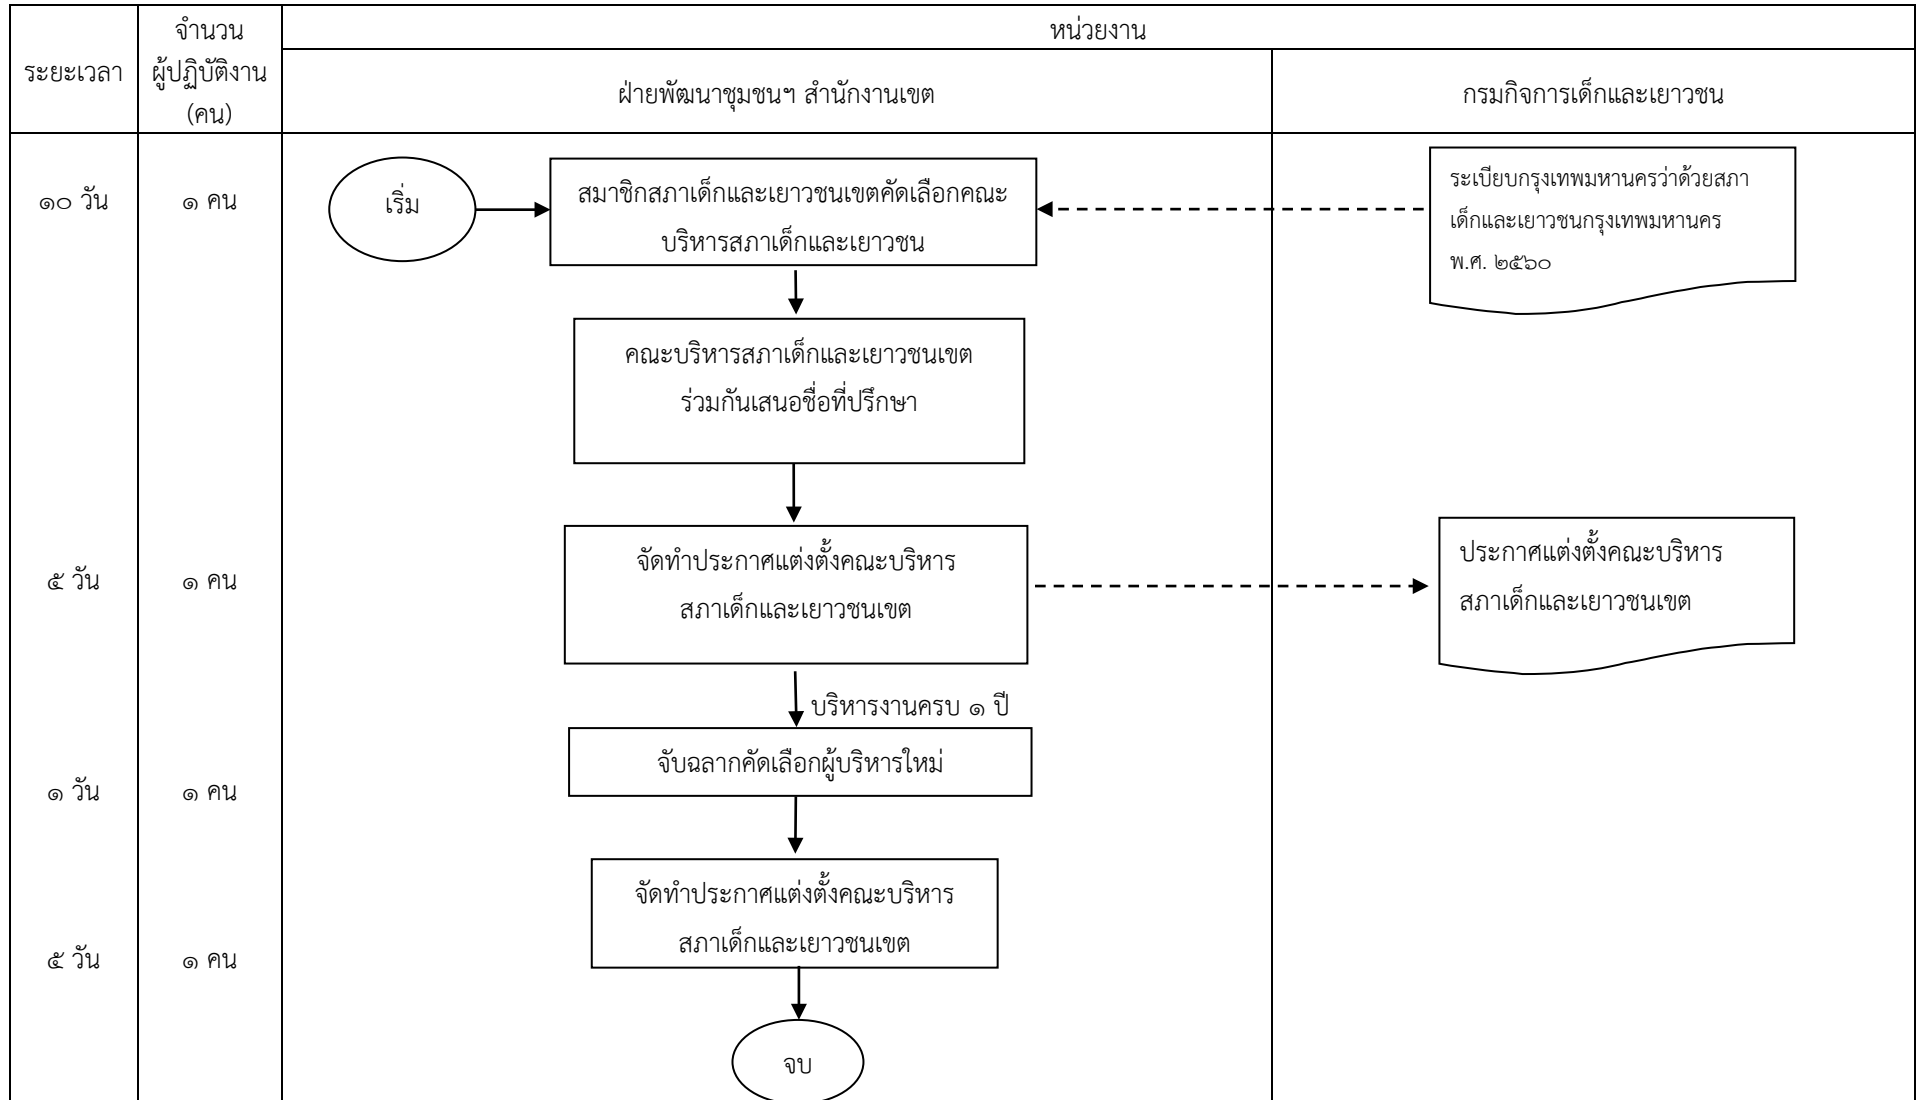 ระยะเวลา
จำนวน
ผู้ปฏิบัติงาน
(คน)
หน่วยงาน
ฝ่ายพัฒนาชุมชนฯ สำนักงานเขต
กรมกิจการเด็กและเยาวชน
๑๐ วัน
๑ คน
เริ่ม
สมาชิกสภาเด็กและเยาวชนเขตคัดเลือกคณะ
บริหารสภาเด็กและเยาวชน
ระเบียบกรุงเทพมหานครว่าด้วยสภา
เด็กและเยาวชนกรุงเทพมหานคร
พ.ศ. ๒๕๖๐
คณะบริหารสภาเด็กและเยาวชนเขต
ร่วมกันเสนอชื่อที่ปรึกษา
๕ วัน
๑ คน
จัดทำประกาศแต่งตั้งคณะบริหาร
สภาเด็กและเยาวชนเขต
ประกาศแต่งตั้งคณะบริหาร
สภาเด็กและเยาวชนเขต
บริหารงานครบ ๑ ปี
๑ วัน
๑ คน
จับฉลากคัดเลือกผู้บริหารใหม่
๕ วัน
๑ คน
จัดทำประกาศแต่งตั้งคณะบริหาร
สภาเด็กและเยาวชนเขต
จบ